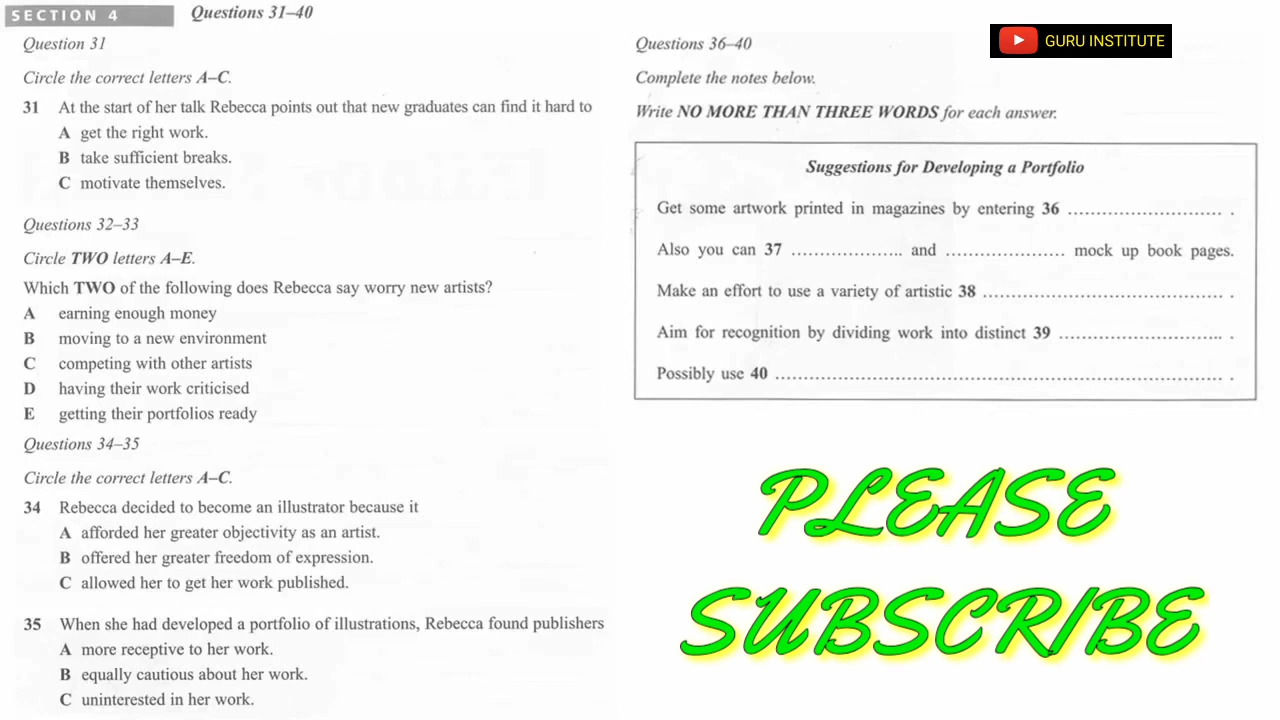 SECTION 4 Questions 31–40
Question 31
Circle the correct letters A–C.
31 At the start of her talk Rebecca points out that new graduates can find it hard to
A get the right work.
B take sufficient breaks.
C motivate themselves.
Questions 32–33
Circle TWO letters A–E.
Which TWO of the following does Rebecca say worry new artists?
A earning enough money
B moving to a new environment
C competing with other artists
D having their work criticised
E getting their portfolios ready
Questions 34–35
Circle the correct letters A–C.
34 Rebecca decided to become an illustrator because it
A afforded her greater objectivity as an artist.
B offered her greater freedom of expression.
C allowed her to get her work published.
35 When she had developed a portfolio of illustrations, Rebecca found publishers
A more receptive to her work.
B equally cautious about her work.
C uninterested in her work.
GURU INSTITUTE
Questions 36–40
Complete the notes below.
Write NO MORE THAN THREE WORDS for each answer.
Suggestions for Developing a Portfolio
Get some artwork printed in magazines by entering 36 ............................ .
Also you can 37 .................... and ..................... mock up book pages.
Make an effort to use a variety of artistic 38 ........................................... .
Aim for recognition by dividing work into distinct 39 ............................. .
Possibly use 40 ................................................................................ .
PLEASE
SUBSCRIBE